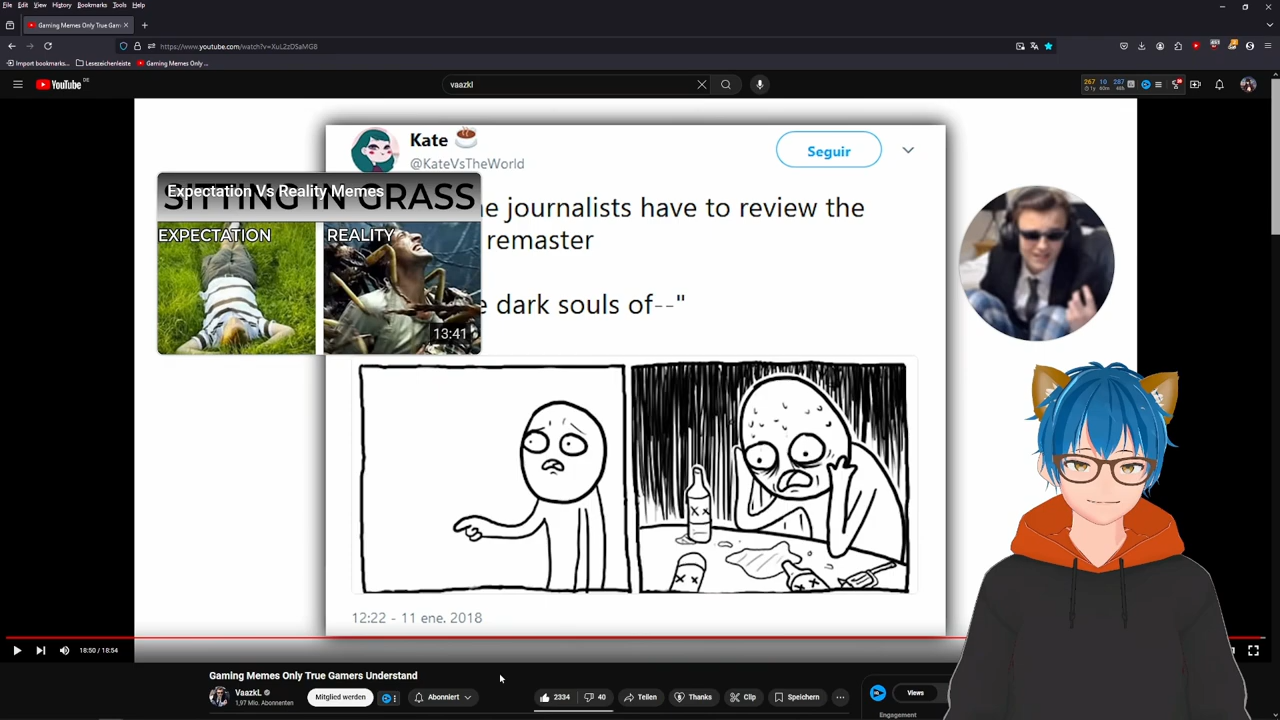 File Edit View History Bookmarks Tools Help
Gaming Memes Only True Gam
https://www.youtube.com/watch?v=XuL2zDSaMG8
Import bookmarks... Lesezeichenleiste Gaming Memes Only ...
YouTube DE
vaazkl
Kate
@KateVsTheWorld
Seguir
Expectation Vs Reality Memes
SITTING IN GRASS
EXPECTATION REALITY
13:41
journalists have to review the
remaster
dark souls of--"
12:22 - 11 ene. 2018
18:50 / 18:54
Gaming Memes Only True Gamers Understand
VaazkL
1,97 Mio. Abonnenten
Mitglied werden
Abonniert
2334
40
Teilen
Thanks
Clip
Speichern
Views
Engagement